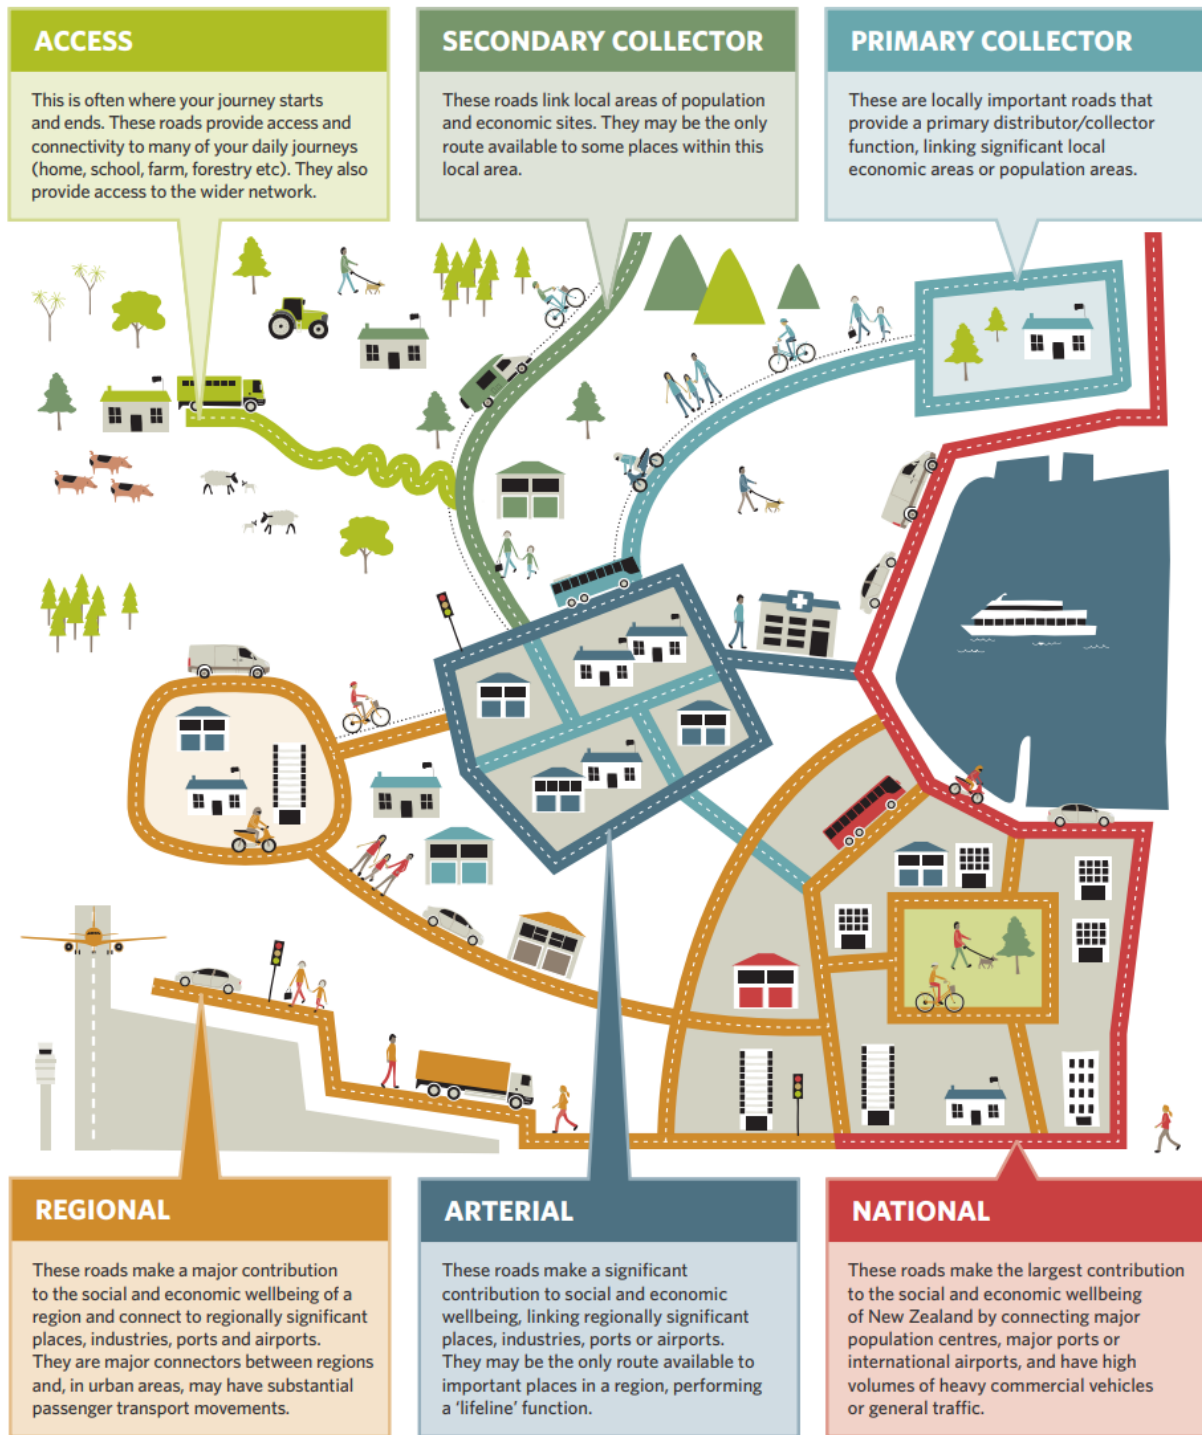 ACCESS
This is often where your journey starts
and ends. These roads provide access and
connectivity to many of your daily journeys
(home, school, farm, forestry etc). They also
provide access to the wider network.
SECONDARY COLLECTOR
These roads link local areas of population
and economic sites. They may be the only
route available to some places within this
local area.
PRIMARY COLLECTOR
These are locally important roads that
provide a primary distributor/collector
function, linking significant local
economic areas or population areas.
REGIONAL
These roads make a major contribution
to the social and economic wellbeing of a
region and connect to regionally significant
places, industries, ports and airports.
They are major connectors between regions
and, in urban areas, may have substantial
passenger transport movements.
ARTERIAL
These roads make a significant
contribution to social and economic
wellbeing, linking regionally significant
places, industries, ports or airports.
They may be the only route available to
important places in a region, performing
a 'lifeline' function.
NATIONAL
These roads make the largest contribution
to the social and economic wellbeing
of New Zealand by connecting major
population centres, major ports or
international airports, and have high
volumes of heavy commercial vehicles
or general traffic.